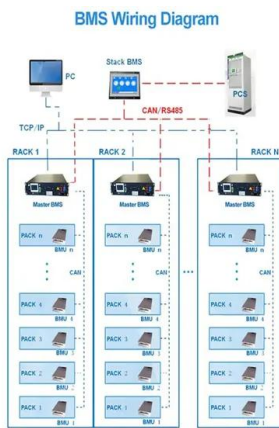 BMS Wiring Diagram
PC
Stack BMS
PCS
CAN/RS485
TCP/IP
RACK 1
RACK 2
RACK N
Master BMS
Master BMS
Master BMS
PACK n
BMU n
PACK n
BMU n
PACK n
BMU n
CAN
CAN
PACK 4
BMU 4
PACK 4
BMU 4
PACK 4
BMU 4
PACK 3
BMU 3
PACK 3
BMU 3
PACK 3
BMU 3
PACK 2
BMU 2
PACK 2
BMU 2
PACK 2
BMU 2
PACK 1
BMU 1
PACK 1
BMU 1
PACK 1
BMU 1